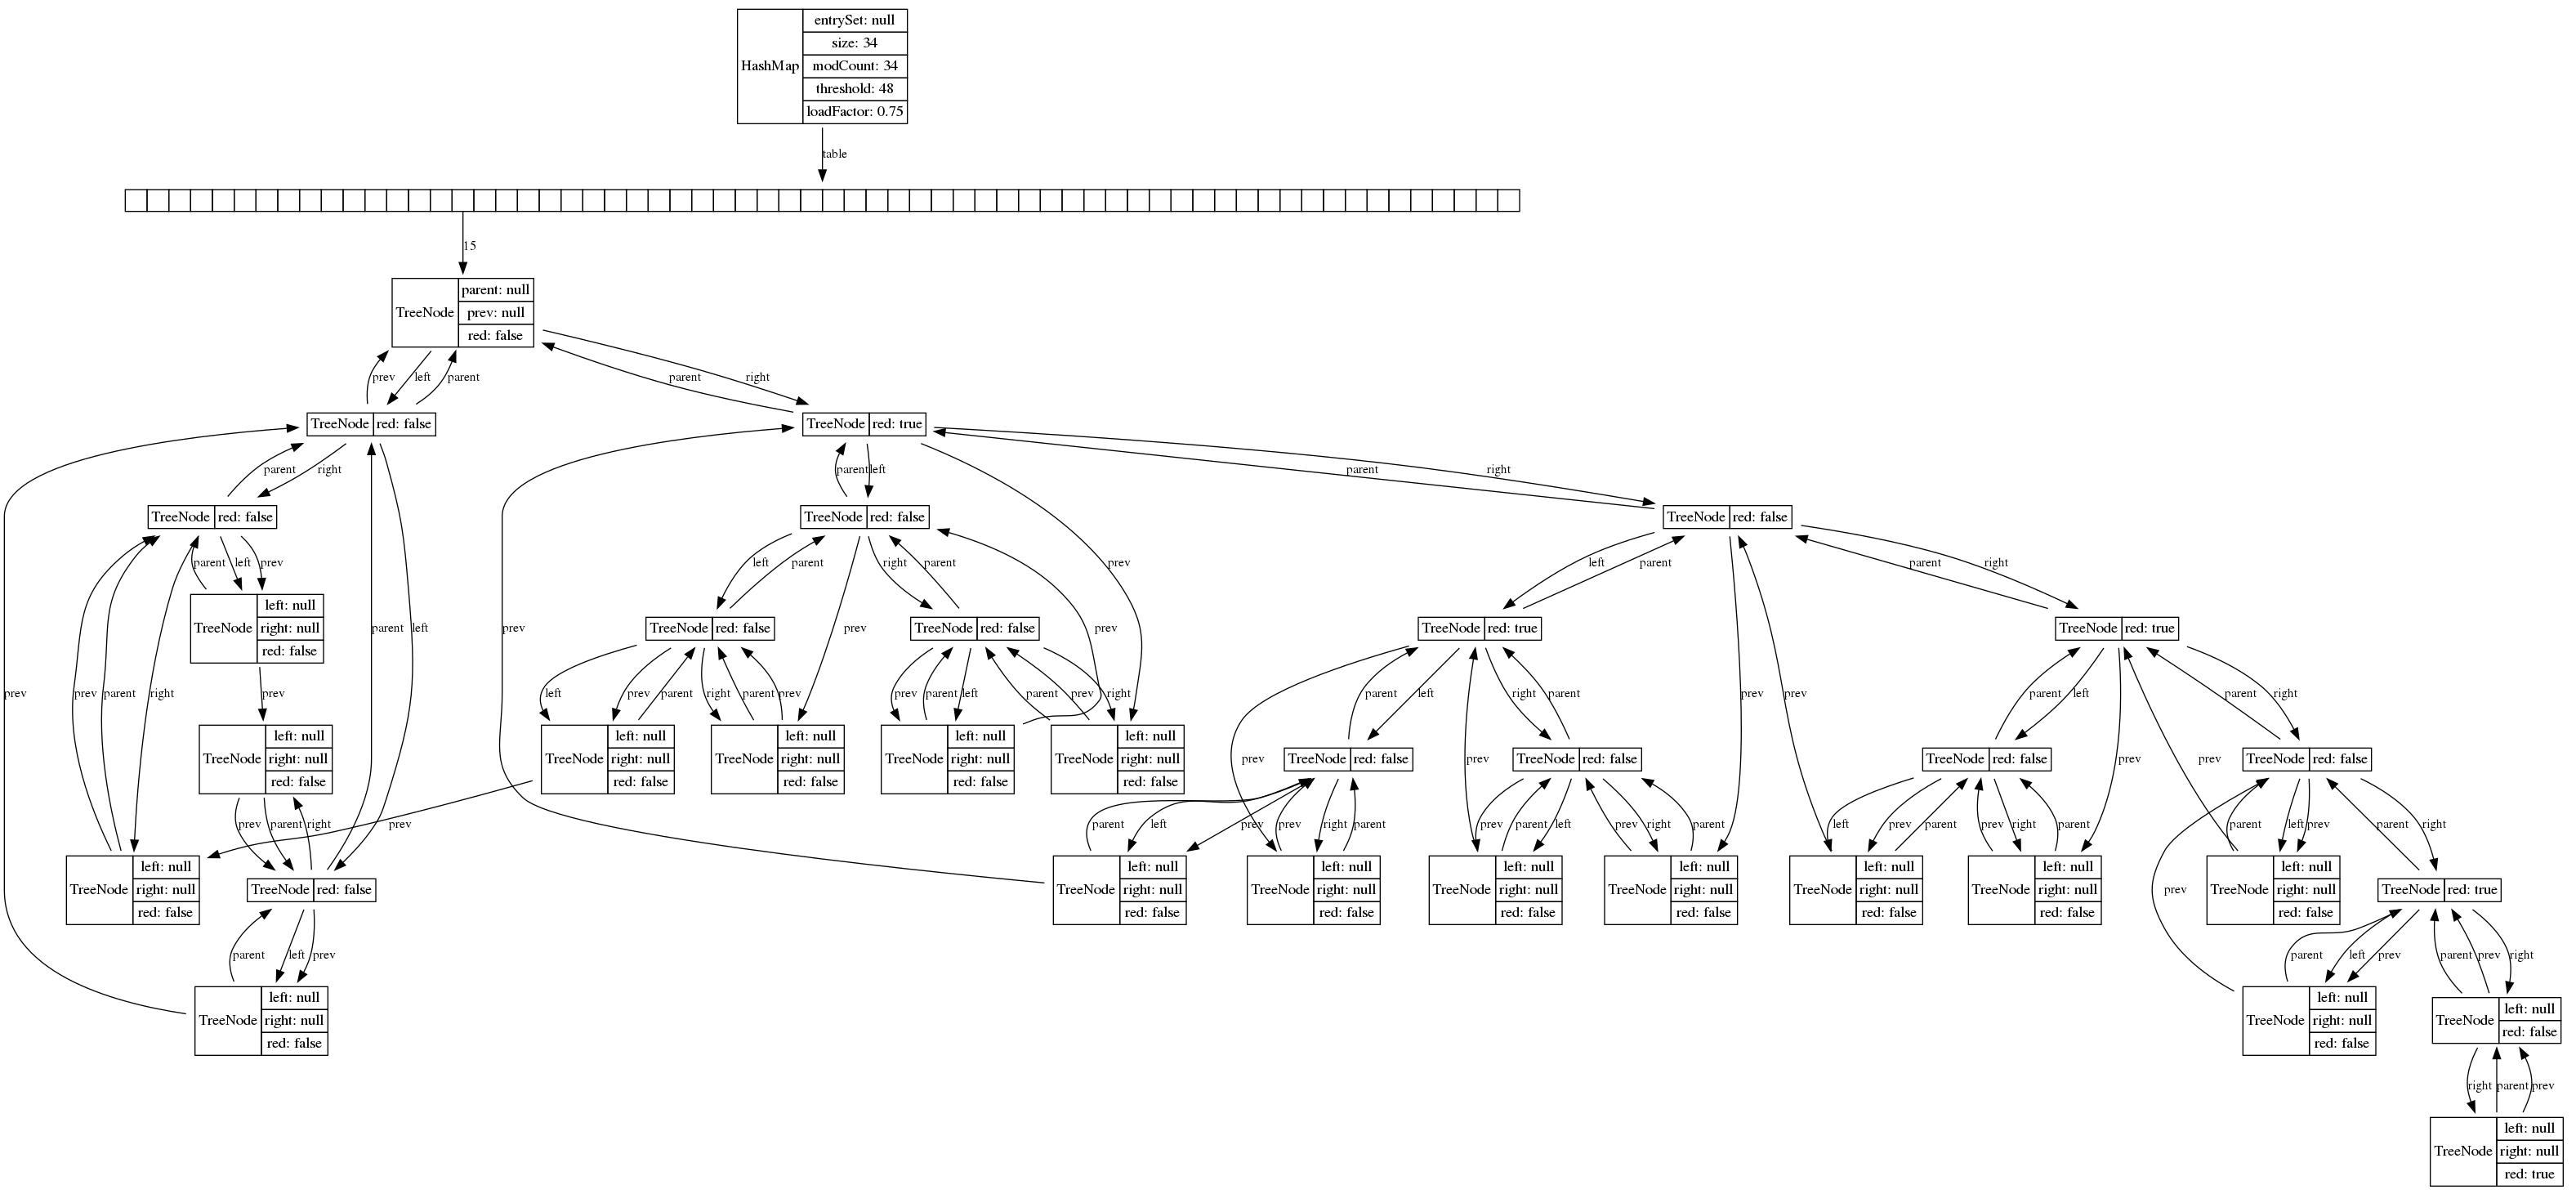 HashMap
entrySet: null
size: 34
modCount: 34
threshold: 48
loadFactor: 0.75
table
15
TreeNode
parent: null
prev: null
red: false
prev
left
parent
parent
right
TreeNode red: false
TreeNode red: true
parent
right
parent
left
parent
right
TreeNode red: false
TreeNode red: false
TreeNode red: false
parent
left
prev
left
parent
right
parent
prev
left
parent
parent
right
TreeNode
left: null
right: null
red: false
parent
left
prev
TreeNode red: false
prev
TreeNode red: false
prev
TreeNode red: true
TreeNode red: true
prev
prev
parent
right
prev
left
prev
parent
right
parent
prev
prev
parent
left
parent
prev
right
parent
left
right
parent
prev
prev
parent
left
parent
right
TreeNode
left: null
right: null
red: false
TreeNode
left: null
right: null
red: false
TreeNode
left: null
right: null
red: false
TreeNode
left: null
right: null
red: false
TreeNode
left: null
right: null
red: false
prev
TreeNode red: false
prev
TreeNode red: false
TreeNode red: false
prev
prev
TreeNode red: false
prev
parent
right
prev
parent
left
prev
prev
right
parent
prev
parent
left
prev
right
parent
left
prev
parent
prev
right
parent
parent
left
prev
parent
right
TreeNode
left: null
right: null
red: false
TreeNode red: false
TreeNode
left: null
right: null
red: false
TreeNode
left: null
right: null
red: false
TreeNode
left: null
right: null
red: false
TreeNode
left: null
right: null
red: false
TreeNode
left: null
right: null
red: false
TreeNode
left: null
right: null
red: false
prev
TreeNode
left: null
right: null
red: false
TreeNode red: true
parent
left
prev
parent
left
prev
parent
prev
right
TreeNode
left: null
right: null
red: false
TreeNode
left: null
right: null
red: false
TreeNode
left: null
red: false
right
parent
prev
TreeNode
left: null
right: null
red: true